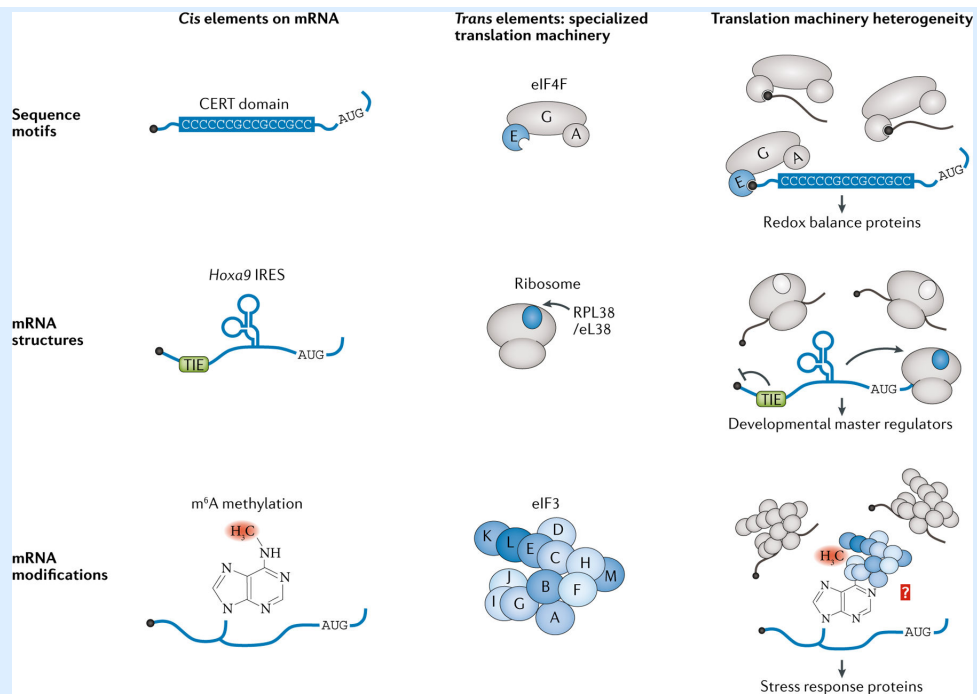 Cis elements on mRNA
Trans elements: specialized
translation machinery
Translation machinery heterogeneity
Sequence
motifs
CERT domain
CCCCCCGCCGCCGCC
AUG
eIF4F
E
G
A
E
G
A
CCCCCCGCCGCCGCC
AUG
Redox balance proteins
mRNA
structures
Hoxa9 IRES
TIE
AUG
Ribosome
RPL38
/eL38
TIE
AUG
Developmental master regulators
mRNA
modifications
m⁶A methylation
H₃C
NH
N
N
N
N
AUG
eIF3
K
L
E
D
C
H
M
J
B
F
I
G
A
H₃C
?
N
N
N
N
AUG
Stress response proteins